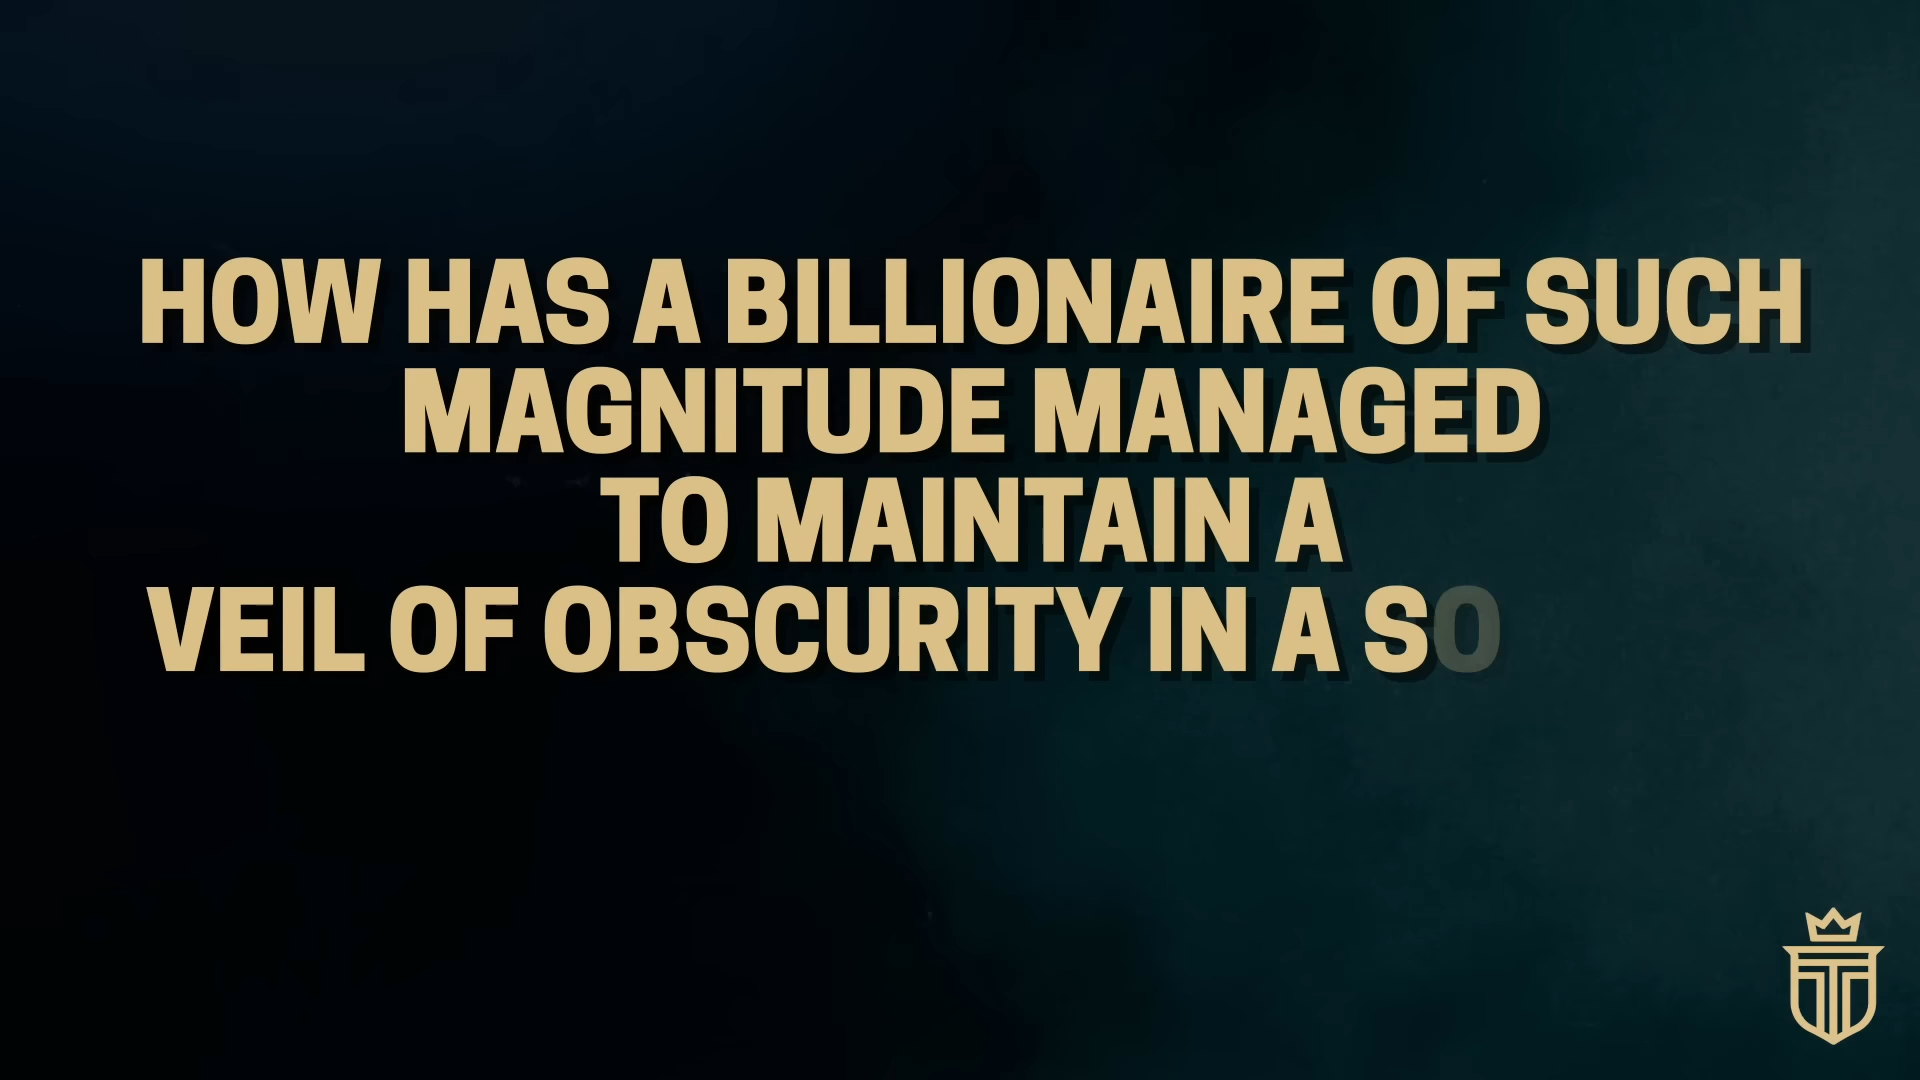 HOW HAS A BILLIONAIRE OF SUCH
MAGNITUDE MANAGED
TO MAINTAIN A
VEIL OF OBSCURITY IN A SO